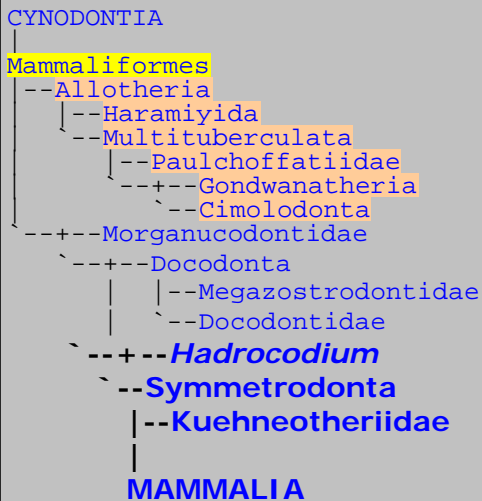 CYNODONTIA
|
Mammaliformes
|--Allotheria
|  |--Haramiyida
|  `--Multituberculata
|     |--Paulchoffatiidae
|     `--+--Gondwanatheria
|        `--Cimolodonta
`--+--Morganucodontidae
`--+--Docodonta
|  |--Megazostrodontidae
|  `--Docodontidae
`--+--Hadrocodium
`--Symmetrodonta
|--Kuehneotheriidae
|
MAMMALIA